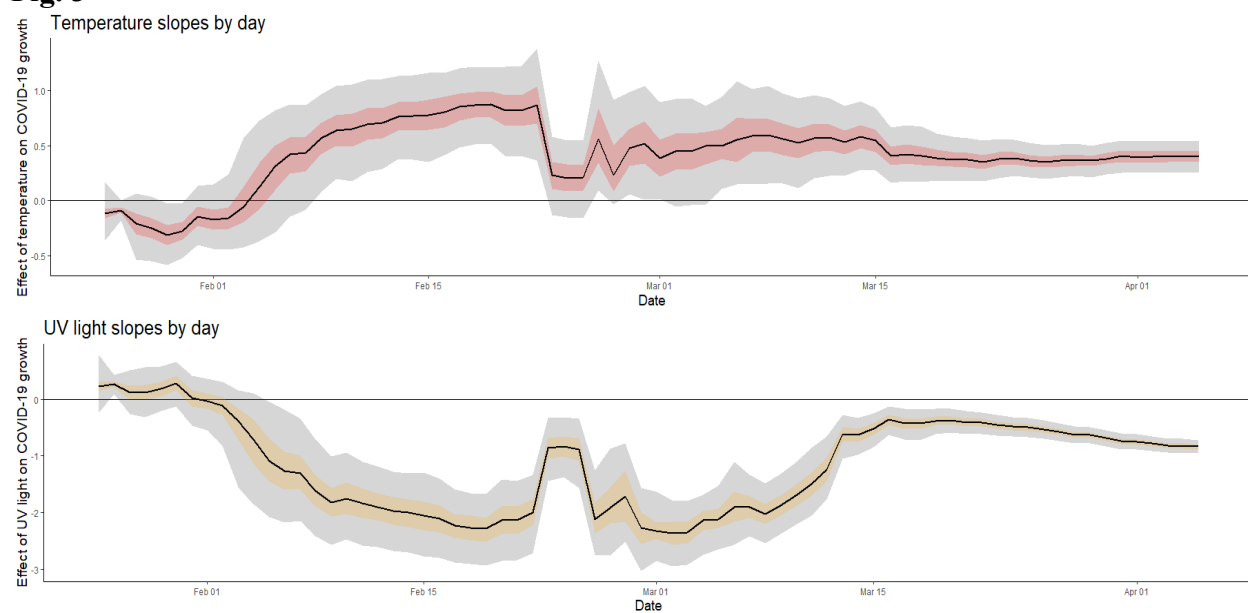 Temperature slopes by day
Effect of temperature on COVID-19 growth
1.0
0.5
0.0
-0.5
Feb 01
Feb 15
Mar 01
Mar 15
Apr 01
Date
UV light slopes by day
Effect of UV light on COVID-19 growth
0
-1
-2
-3
Feb 01
Feb 15
Mar 01
Mar 15
Apr 01
Date